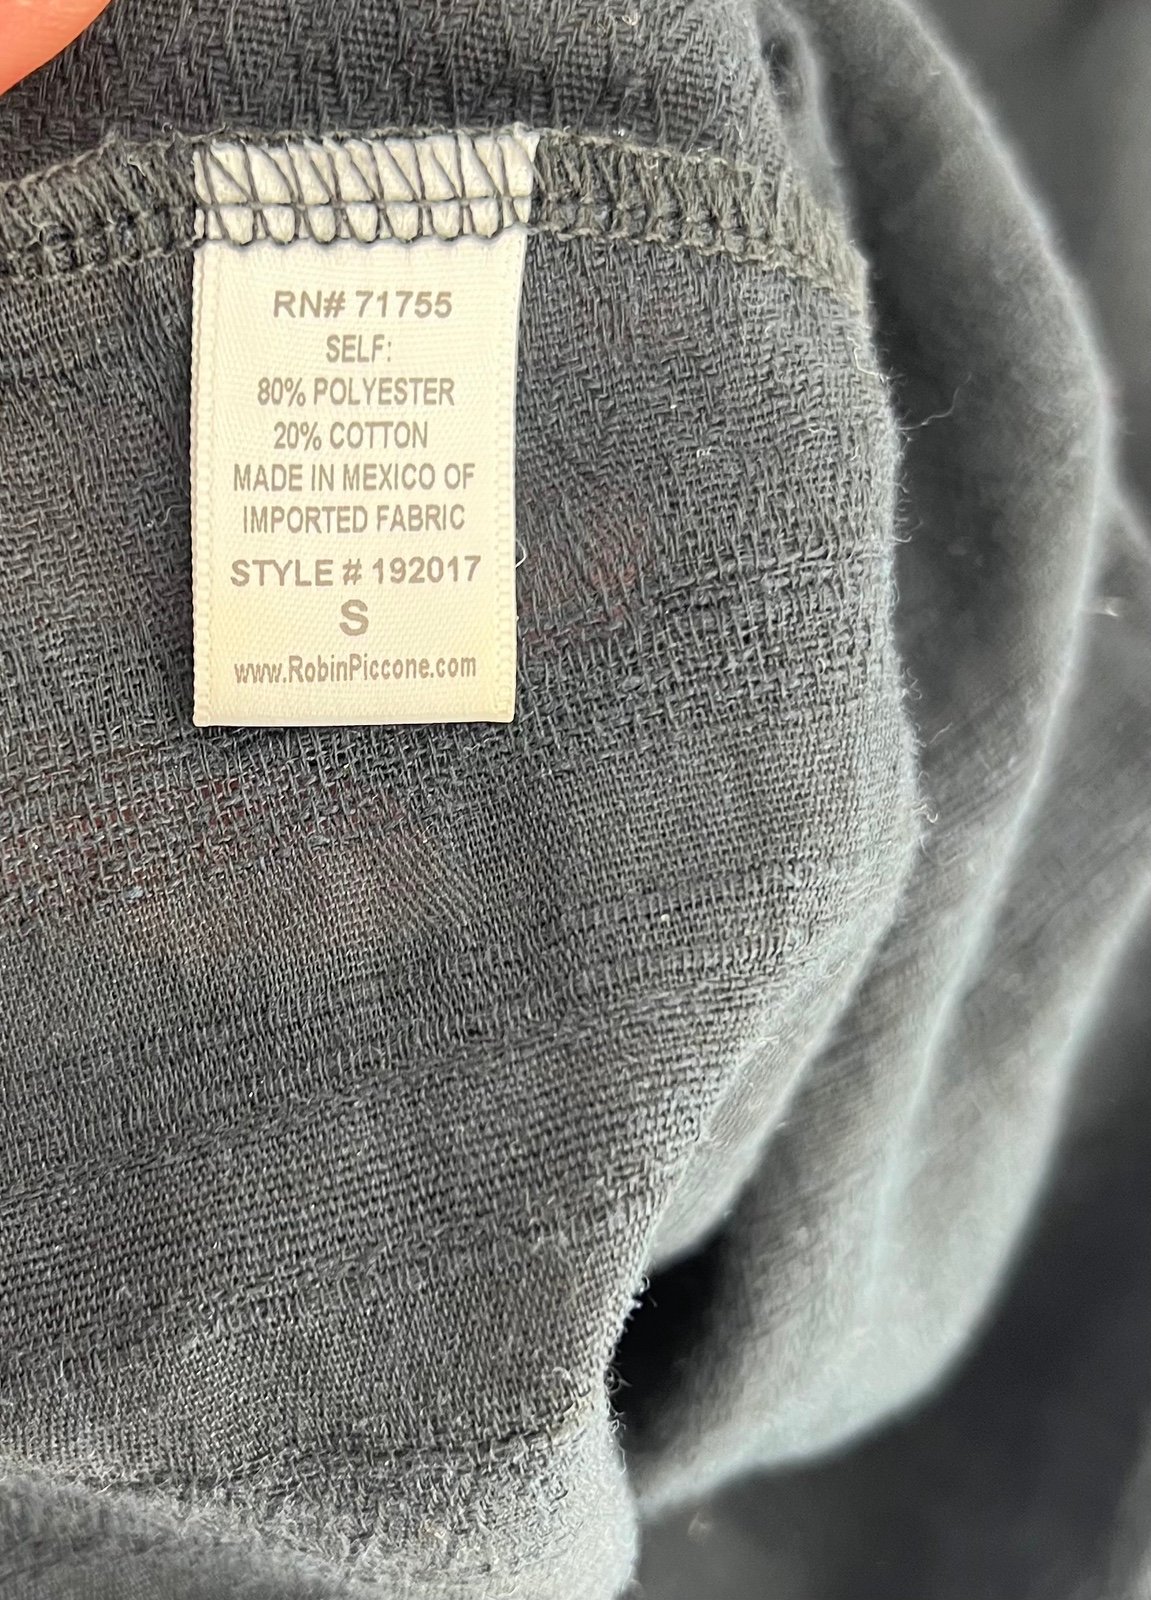 RN# 71755
SELF:
80% POLYESTER
20% COTTON
MADE IN MEXICO OF
IMPORTED FABRIC
STYLE # 192017
S
www.RobinPiccone.com